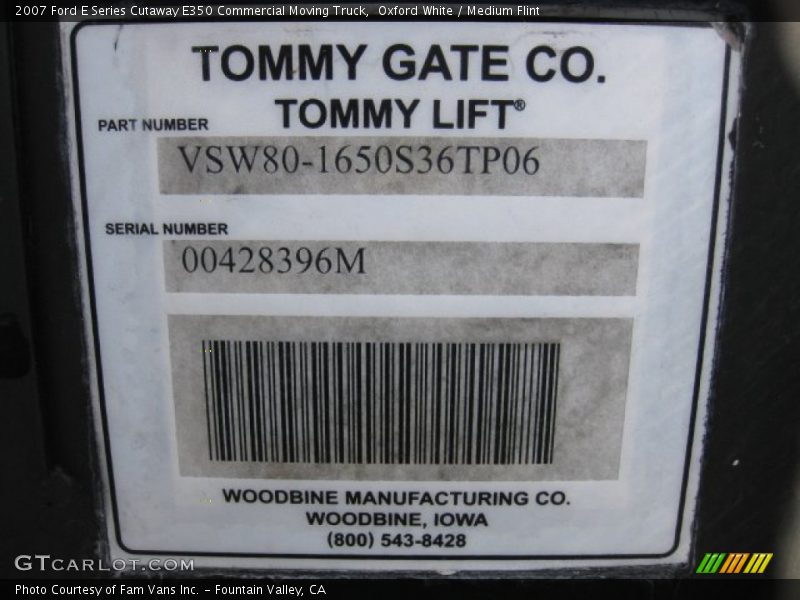 2007 Ford E Series Cutaway E350 Commercial Moving Truck,  Oxford White / Medium Flint
TOMMY GATE CO.
TOMMY LIFT®
PART NUMBER
VSW80-1650S36TP06
SERIAL NUMBER
00428396M
WOODBINE MANUFACTURING CO.
WOODBINE, IOWA
(800) 543-8428
GTCARLOT.COM
Photo Courtesy of Fam Vans Inc. – Fountain Valley, CA